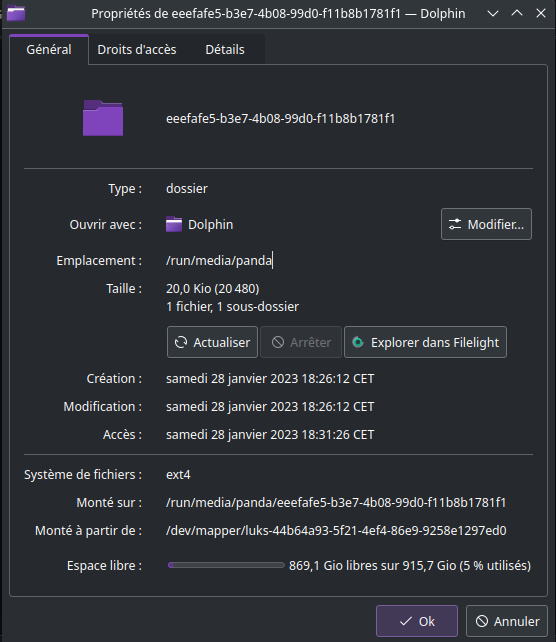 Propriétés de eeefafe5-b3e7-4b08-99d0-f11b8b1781f1 — Dolphin
Général Droits d'accès Détails
eeefafe5-b3e7-4b08-99d0-f11b8b1781f1
Type : dossier
Ouvrir avec : Dolphin Modifier...
Emplacement : /run/media/panda
Taille : 20,0 Kio (20 480)
1 fichier, 1 sous-dossier
Actualiser Arrêter Explorer dans Filelight
Création : samedi 28 janvier 2023 18:26:12 CET
Modification : samedi 28 janvier 2023 18:26:12 CET
Accès : samedi 28 janvier 2023 18:31:26 CET
Système de fichiers : ext4
Monté sur : /run/media/panda/eeefafe5-b3e7-4b08-99d0-f11b8b1781f1
Monté à partir de : /dev/mapper/luks-44b64a93-5f21-4ef4-86e9-9258e1297ed0
Espace libre : 869,1 Gio libres sur 915,7 Gio (5 % utilisés)
Ok Annuler